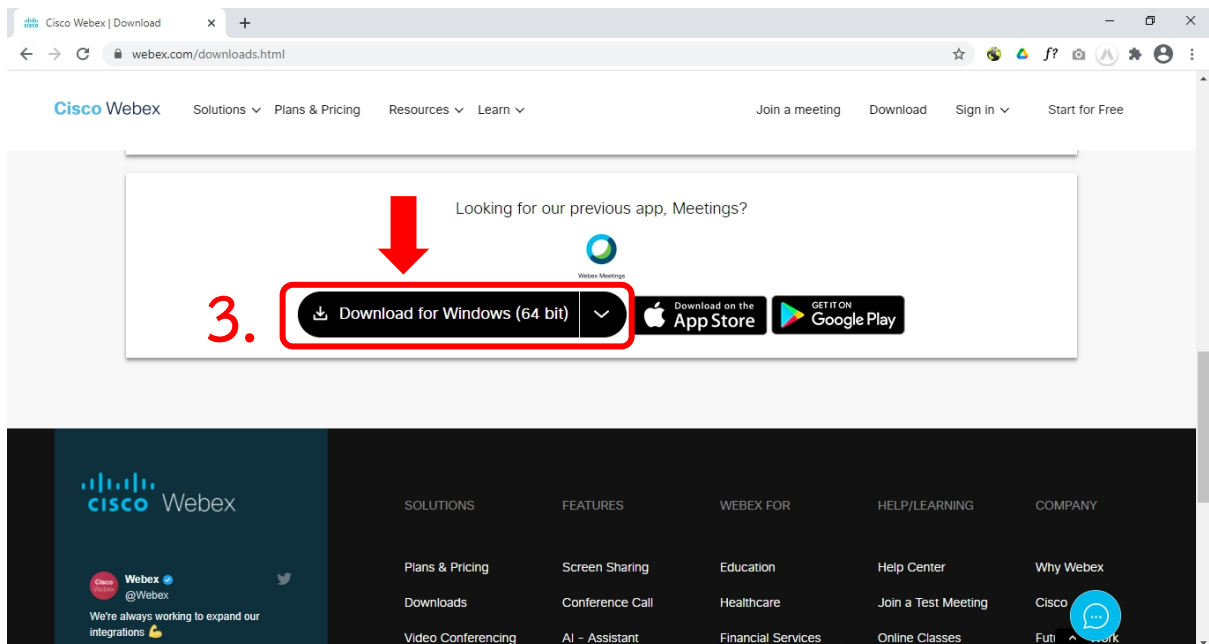 Cisco Webex | Download
webex.com/downloads.html
f?
Cisco Webex Solutions Plans & Pricing Resources Learn Join a meeting Download Sign in Start for Free
Looking for our previous app, Meetings?
Webex Meetings
3.
Download for Windows (64 bit)
Download on the
App Store
GET IT ON
Google Play
cisco Webex
SOLUTIONS FEATURES WEBEX FOR HELP/LEARNING COMPANY
Plans & Pricing Screen Sharing Education Help Center Why Webex
Cisco Webex
Webex
@Webex
Downloads Conference Call Healthcare Join a Test Meeting Cisco
We're always working to expand our
integrations 💪
Video Conferencing AI - Assistant Financial Services Online Classes